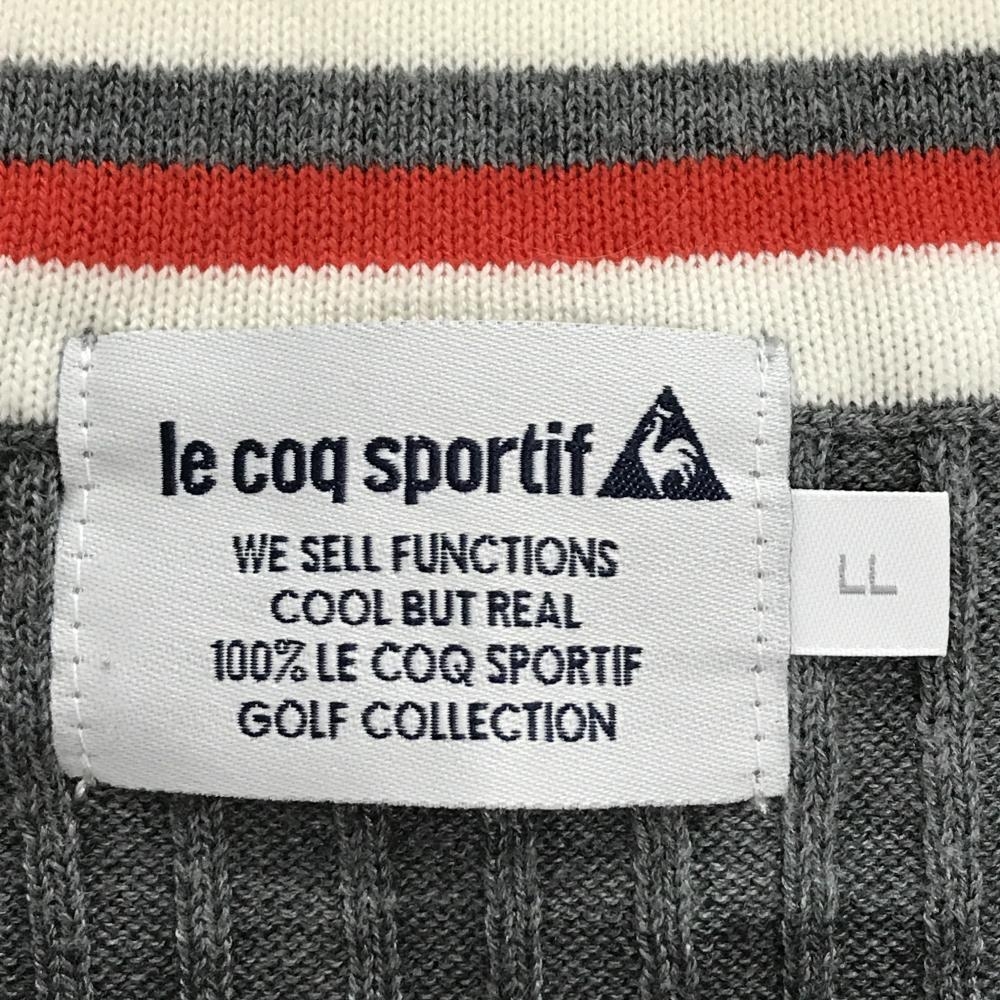 le coq sportif
WE SELL FUNCTIONS
COOL BUT REAL
100% LE COQ SPORTIF
GOLF COLLECTION
LL